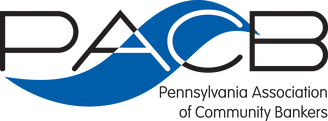 PACB
Pennsylvania Association
of Community Bankers